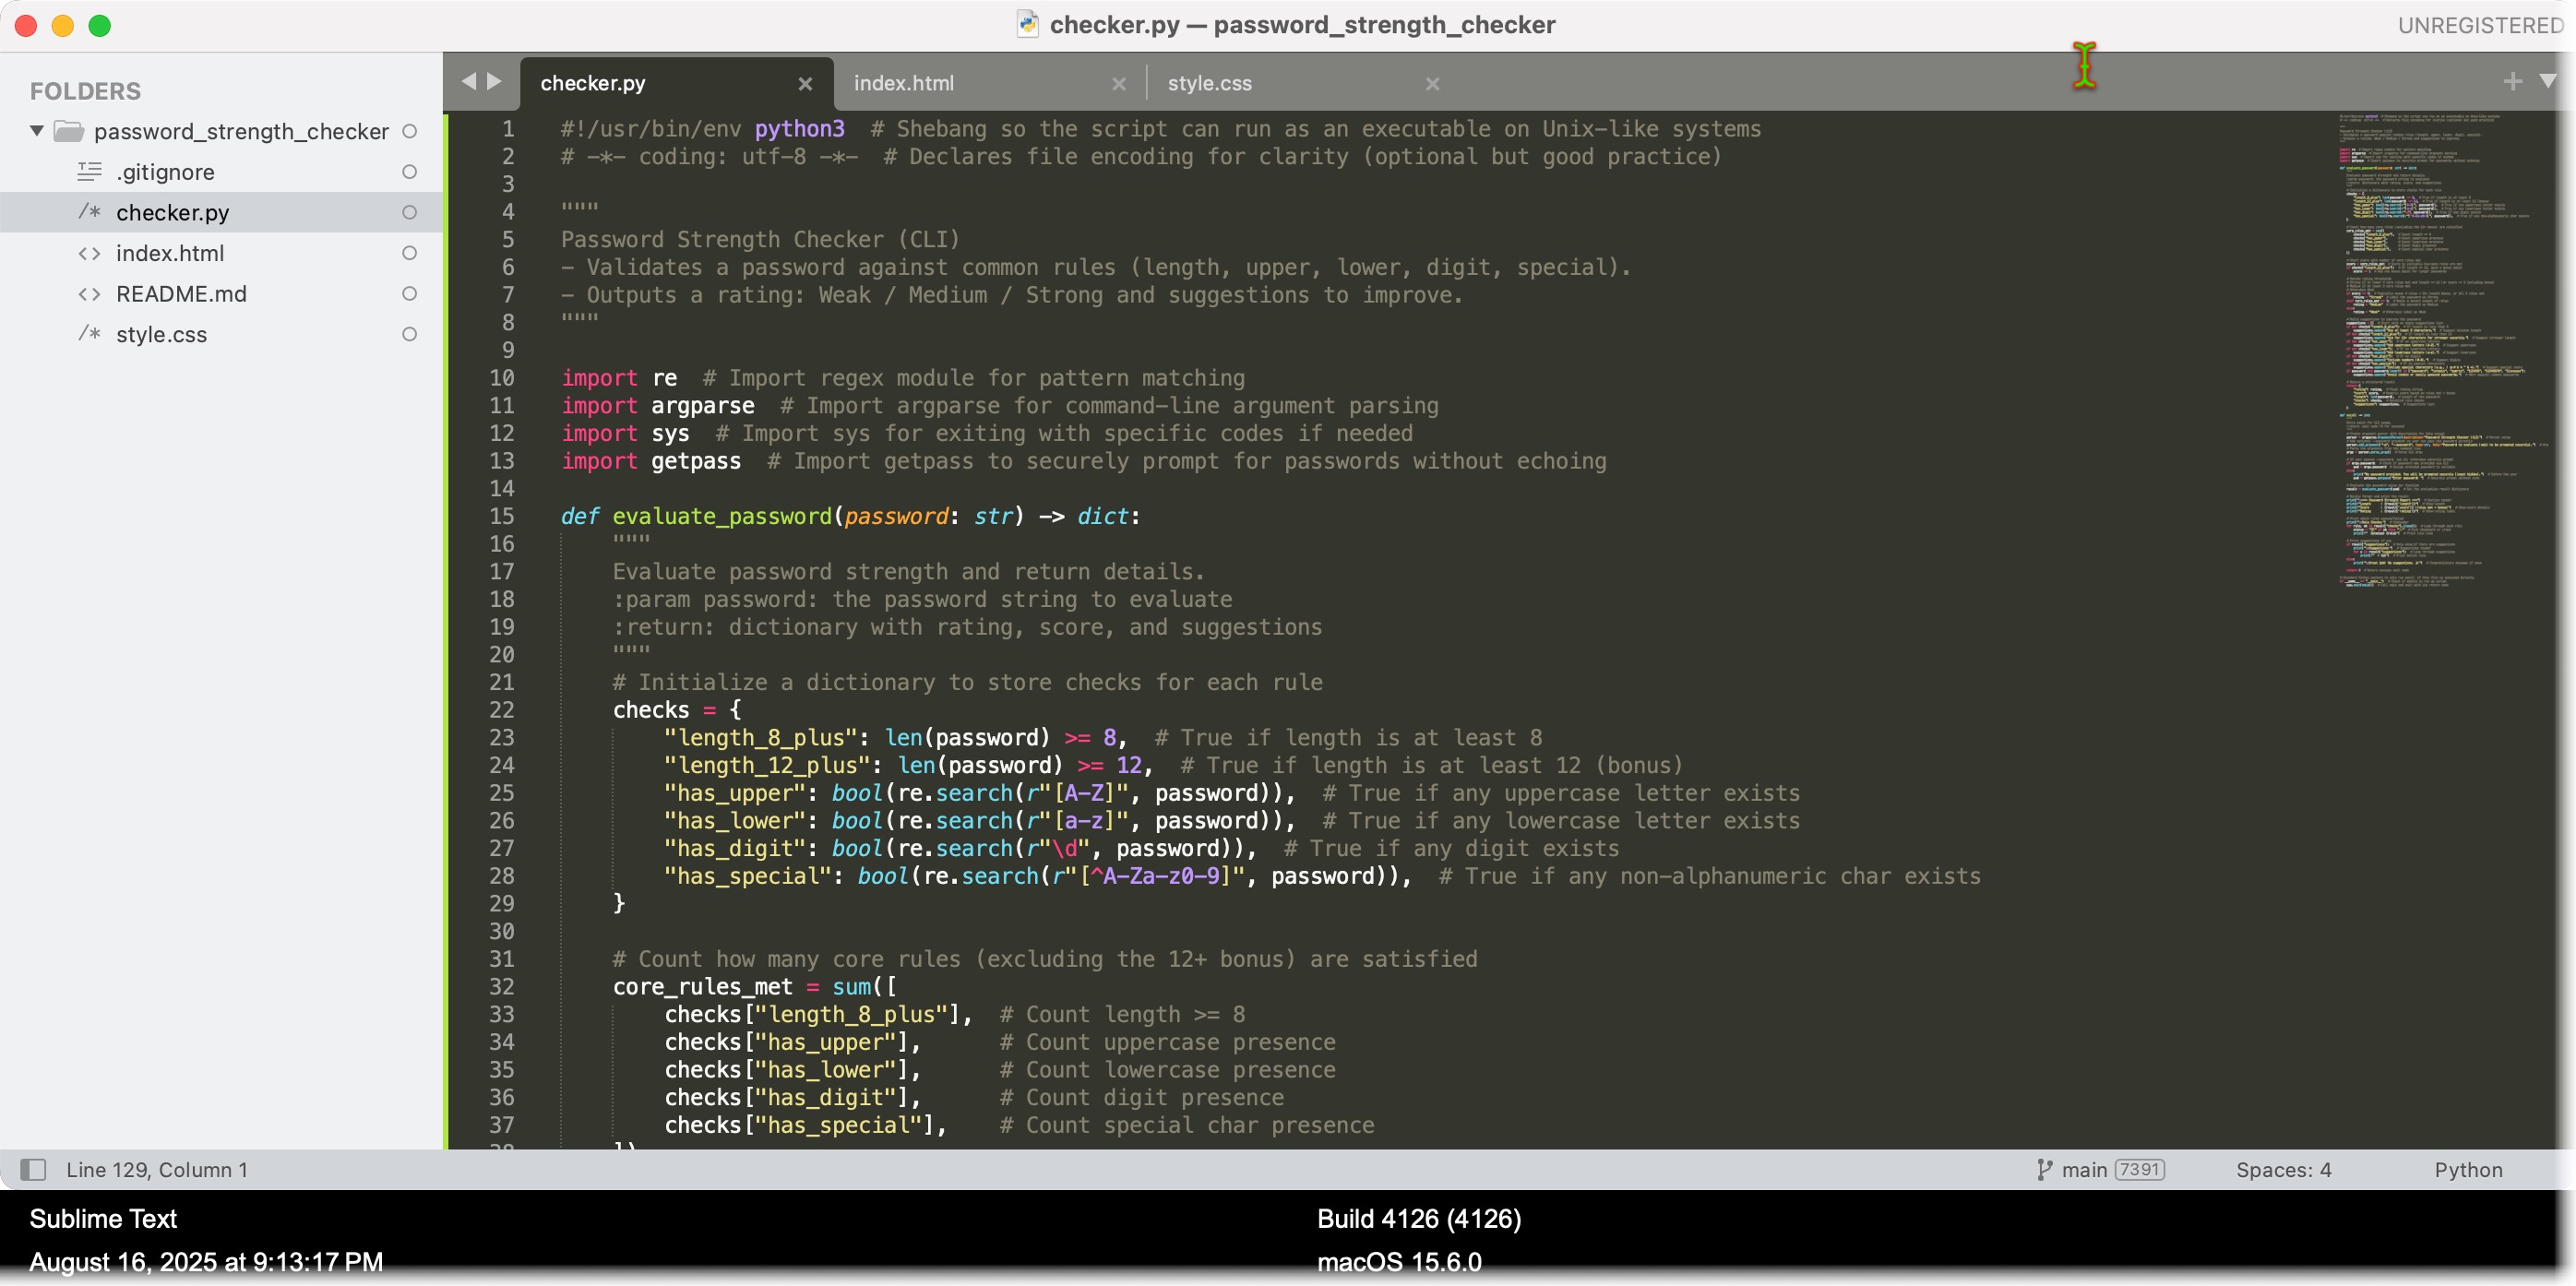 checker.py — password_strength_checker
UNREGISTERED
FOLDERS
password_strength_checker
.gitignore
/* checker.py
<> index.html
<> README.md
/* style.css
checker.py
index.html
style.css
1 #!/usr/bin/env python3  # Shebang so the script can run as an executable on Unix-like systems
2 # -*- coding: utf-8 -*-  # Declares file encoding for clarity (optional but good practice)
3
4 """
5 Password Strength Checker (CLI)
6 - Validates a password against common rules (length, upper, lower, digit, special).
7 - Outputs a rating: Weak / Medium / Strong and suggestions to improve.
8 """
9
10 import re  # Import regex module for pattern matching
11 import argparse  # Import argparse for command-line argument parsing
12 import sys  # Import sys for exiting with specific codes if needed
13 import getpass  # Import getpass to securely prompt for passwords without echoing
14
15 def evaluate_password(password: str) -> dict:
16     """
17     Evaluate password strength and return details.
18     :param password: the password string to evaluate
19     :return: dictionary with rating, score, and suggestions
20     """
21     # Initialize a dictionary to store checks for each rule
22     checks = {
23         "length_8_plus": len(password) >= 8,  # True if length is at least 8
24         "length_12_plus": len(password) >= 12,  # True if length is at least 12 (bonus)
25         "has_upper": bool(re.search(r"[A-Z]", password)),  # True if any uppercase letter exists
26         "has_lower": bool(re.search(r"[a-z]", password)),  # True if any lowercase letter exists
27         "has_digit": bool(re.search(r"\d", password)),  # True if any digit exists
28         "has_special": bool(re.search(r"[^A-Za-z0-9]", password)),  # True if any non-alphanumeric char exists
29     }
30
31     # Count how many core rules (excluding the 12+ bonus) are satisfied
32     core_rules_met = sum([
33         checks["length_8_plus"],  # Count length >= 8
34         checks["has_upper"],      # Count uppercase presence
35         checks["has_lower"],      # Count lowercase presence
36         checks["has_digit"],      # Count digit presence
37         checks["has_special"],    # Count special char presence
Line 129, Column 1
main 7391
Spaces: 4
Python
Sublime Text
Build 4126 (4126)
August 16, 2025 at 9:13:17 PM
macOS 15.6.0